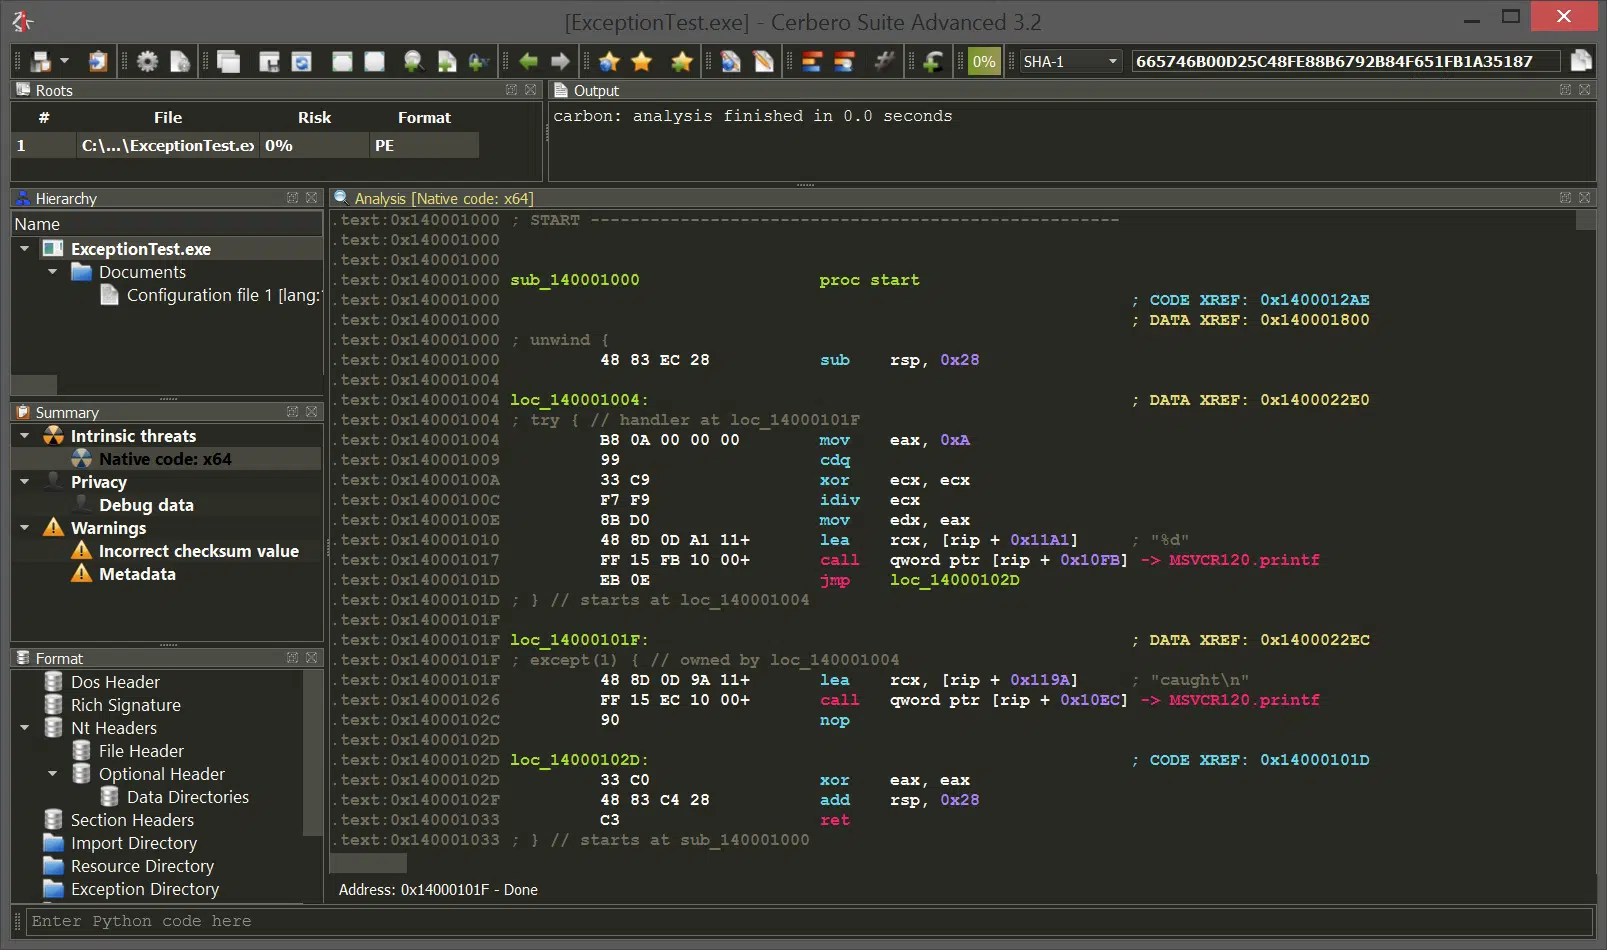 [ExceptionTest.exe] - Cerbero Suite Advanced 3.2
0%
SHA-1
665746B00D25C48FE88B6792B84F651FB1A35187
Roots
# File Risk Format
1 C:\...\ExceptionTest.ex 0% PE
Output
carbon: analysis finished in 0.0 seconds
Hierarchy
Name
ExceptionTest.exe
Documents
Configuration file 1 [lang:
Summary
Intrinsic threats
Native code: x64
Privacy
Debug data
Warnings
Incorrect checksum value
Metadata
Format
Dos Header
Rich Signature
Nt Headers
File Header
Optional Header
Data Directories
Section Headers
Import Directory
Resource Directory
Exception Directory
Analysis [Native code: x64]
.text:0x140001000 ; START -----------------------------------------------------
.text:0x140001000
.text:0x140001000
.text:0x140001000 sub_140001000 proc start
.text:0x140001000 ; CODE XREF: 0x1400012AE
.text:0x140001000 ; DATA XREF: 0x140001800
.text:0x140001000 ; unwind {
.text:0x140001000 48 83 EC 28 sub rsp, 0x28
.text:0x140001004
.text:0x140001004 loc_140001004: ; DATA XREF: 0x1400022E0
.text:0x140001004 ; try { // handler at loc_14000101F
.text:0x140001004 B8 0A 00 00 00 mov eax, 0xA
.text:0x140001009 99 cdq
.text:0x14000100A 33 C9 xor ecx, ecx
.text:0x14000100C F7 F9 idiv ecx
.text:0x14000100E 8B D0 mov edx, eax
.text:0x140001010 48 8D 0D A1 11+ lea rcx, [rip + 0x11A1] ; "%d"
.text:0x140001017 FF 15 FB 10 00+ call qword ptr [rip + 0x10FB] -> MSVCR120.printf
.text:0x14000101D EB 0E jmp loc_14000102D
.text:0x14000101D ; } // starts at loc_140001004
.text:0x14000101F
.text:0x14000101F loc_14000101F: ; DATA XREF: 0x1400022EC
.text:0x14000101F ; except(1) { // owned by loc_140001004
.text:0x14000101F 48 8D 0D 9A 11+ lea rcx, [rip + 0x119A] ; "caught\n"
.text:0x140001026 FF 15 EC 10 00+ call qword ptr [rip + 0x10EC] -> MSVCR120.printf
.text:0x14000102C 90 nop
.text:0x14000102D
.text:0x14000102D loc_14000102D: ; CODE XREF: 0x14000101D
.text:0x14000102D 33 C0 xor eax, eax
.text:0x14000102F 48 83 C4 28 add rsp, 0x28
.text:0x140001033 C3 ret
.text:0x140001033 ; } // starts at sub_140001000
Address: 0x14000101F - Done
Enter Python code here